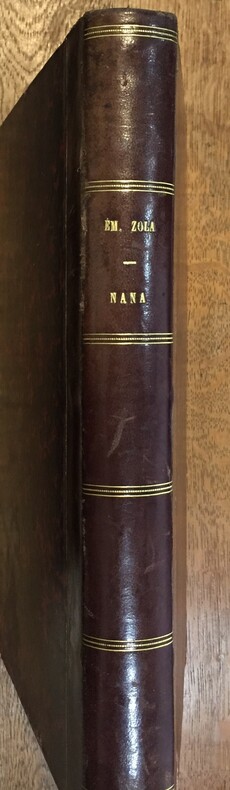 ÉM. ZOLA
—
NANA